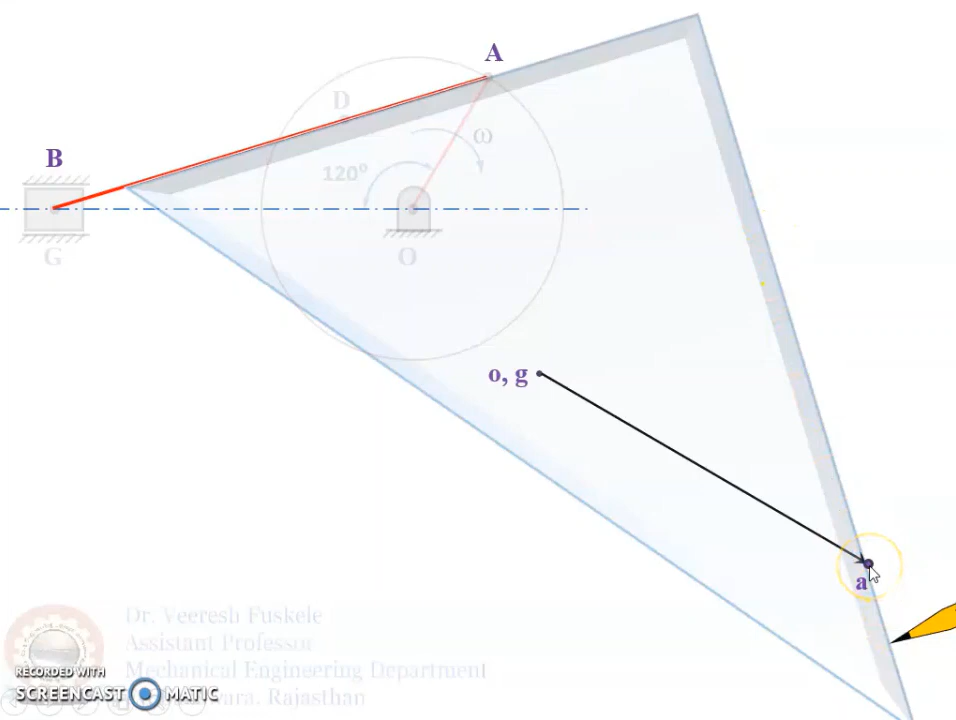 A
D
ω
B
120°
G
O
o, g
a
Dr. Veeresh Fuskele
Assistant Professor
Mechanical Engineering Department
RECORDED WITH
SCREENCAST MATIC
Rajasthan